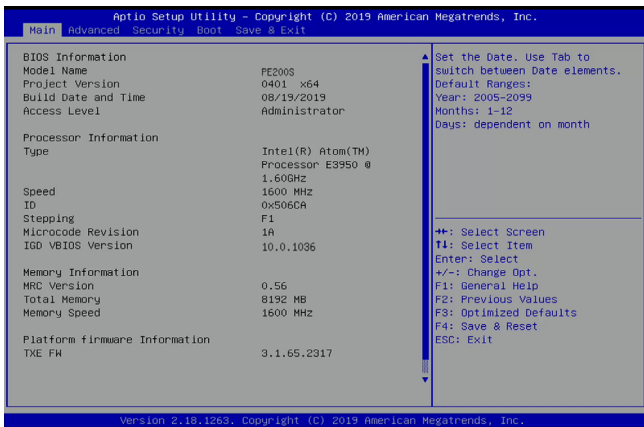 Aptio Setup Utility – Copyright (C) 2019 American Megatrends, Inc.
Main Advanced Security Boot Save & Exit
BIOS Information
Model Name PE200S
Project Version 0401 x64
Build Date and Time 08/19/2019
Access Level Administrator
Processor Information
Type Intel(R) Atom(TM)
Processor E3950 @
1.60GHz
Speed 1600 MHz
ID 0x506CA
Stepping F1
Microcode Revision 1A
IGD VBIOS Version 10.0.1036
Memory Information
MRC Version 0.56
Total Memory 8192 MB
Memory Speed 1600 MHz
Platform firmware Information
TXE FW 3.1.65.2317
Set the Date. Use Tab to
switch between Date elements.
Default Ranges:
Year: 2005-2099
Months: 1-12
Days: dependent on month
→←: Select Screen
↑↓: Select Item
Enter: Select
+/-: Change Opt.
F1: General Help
F2: Previous Values
F3: Optimized Defaults
F4: Save & Reset
ESC: Exit
Version 2.18.1263. Copyright (C) 2019 American Megatrends, Inc.